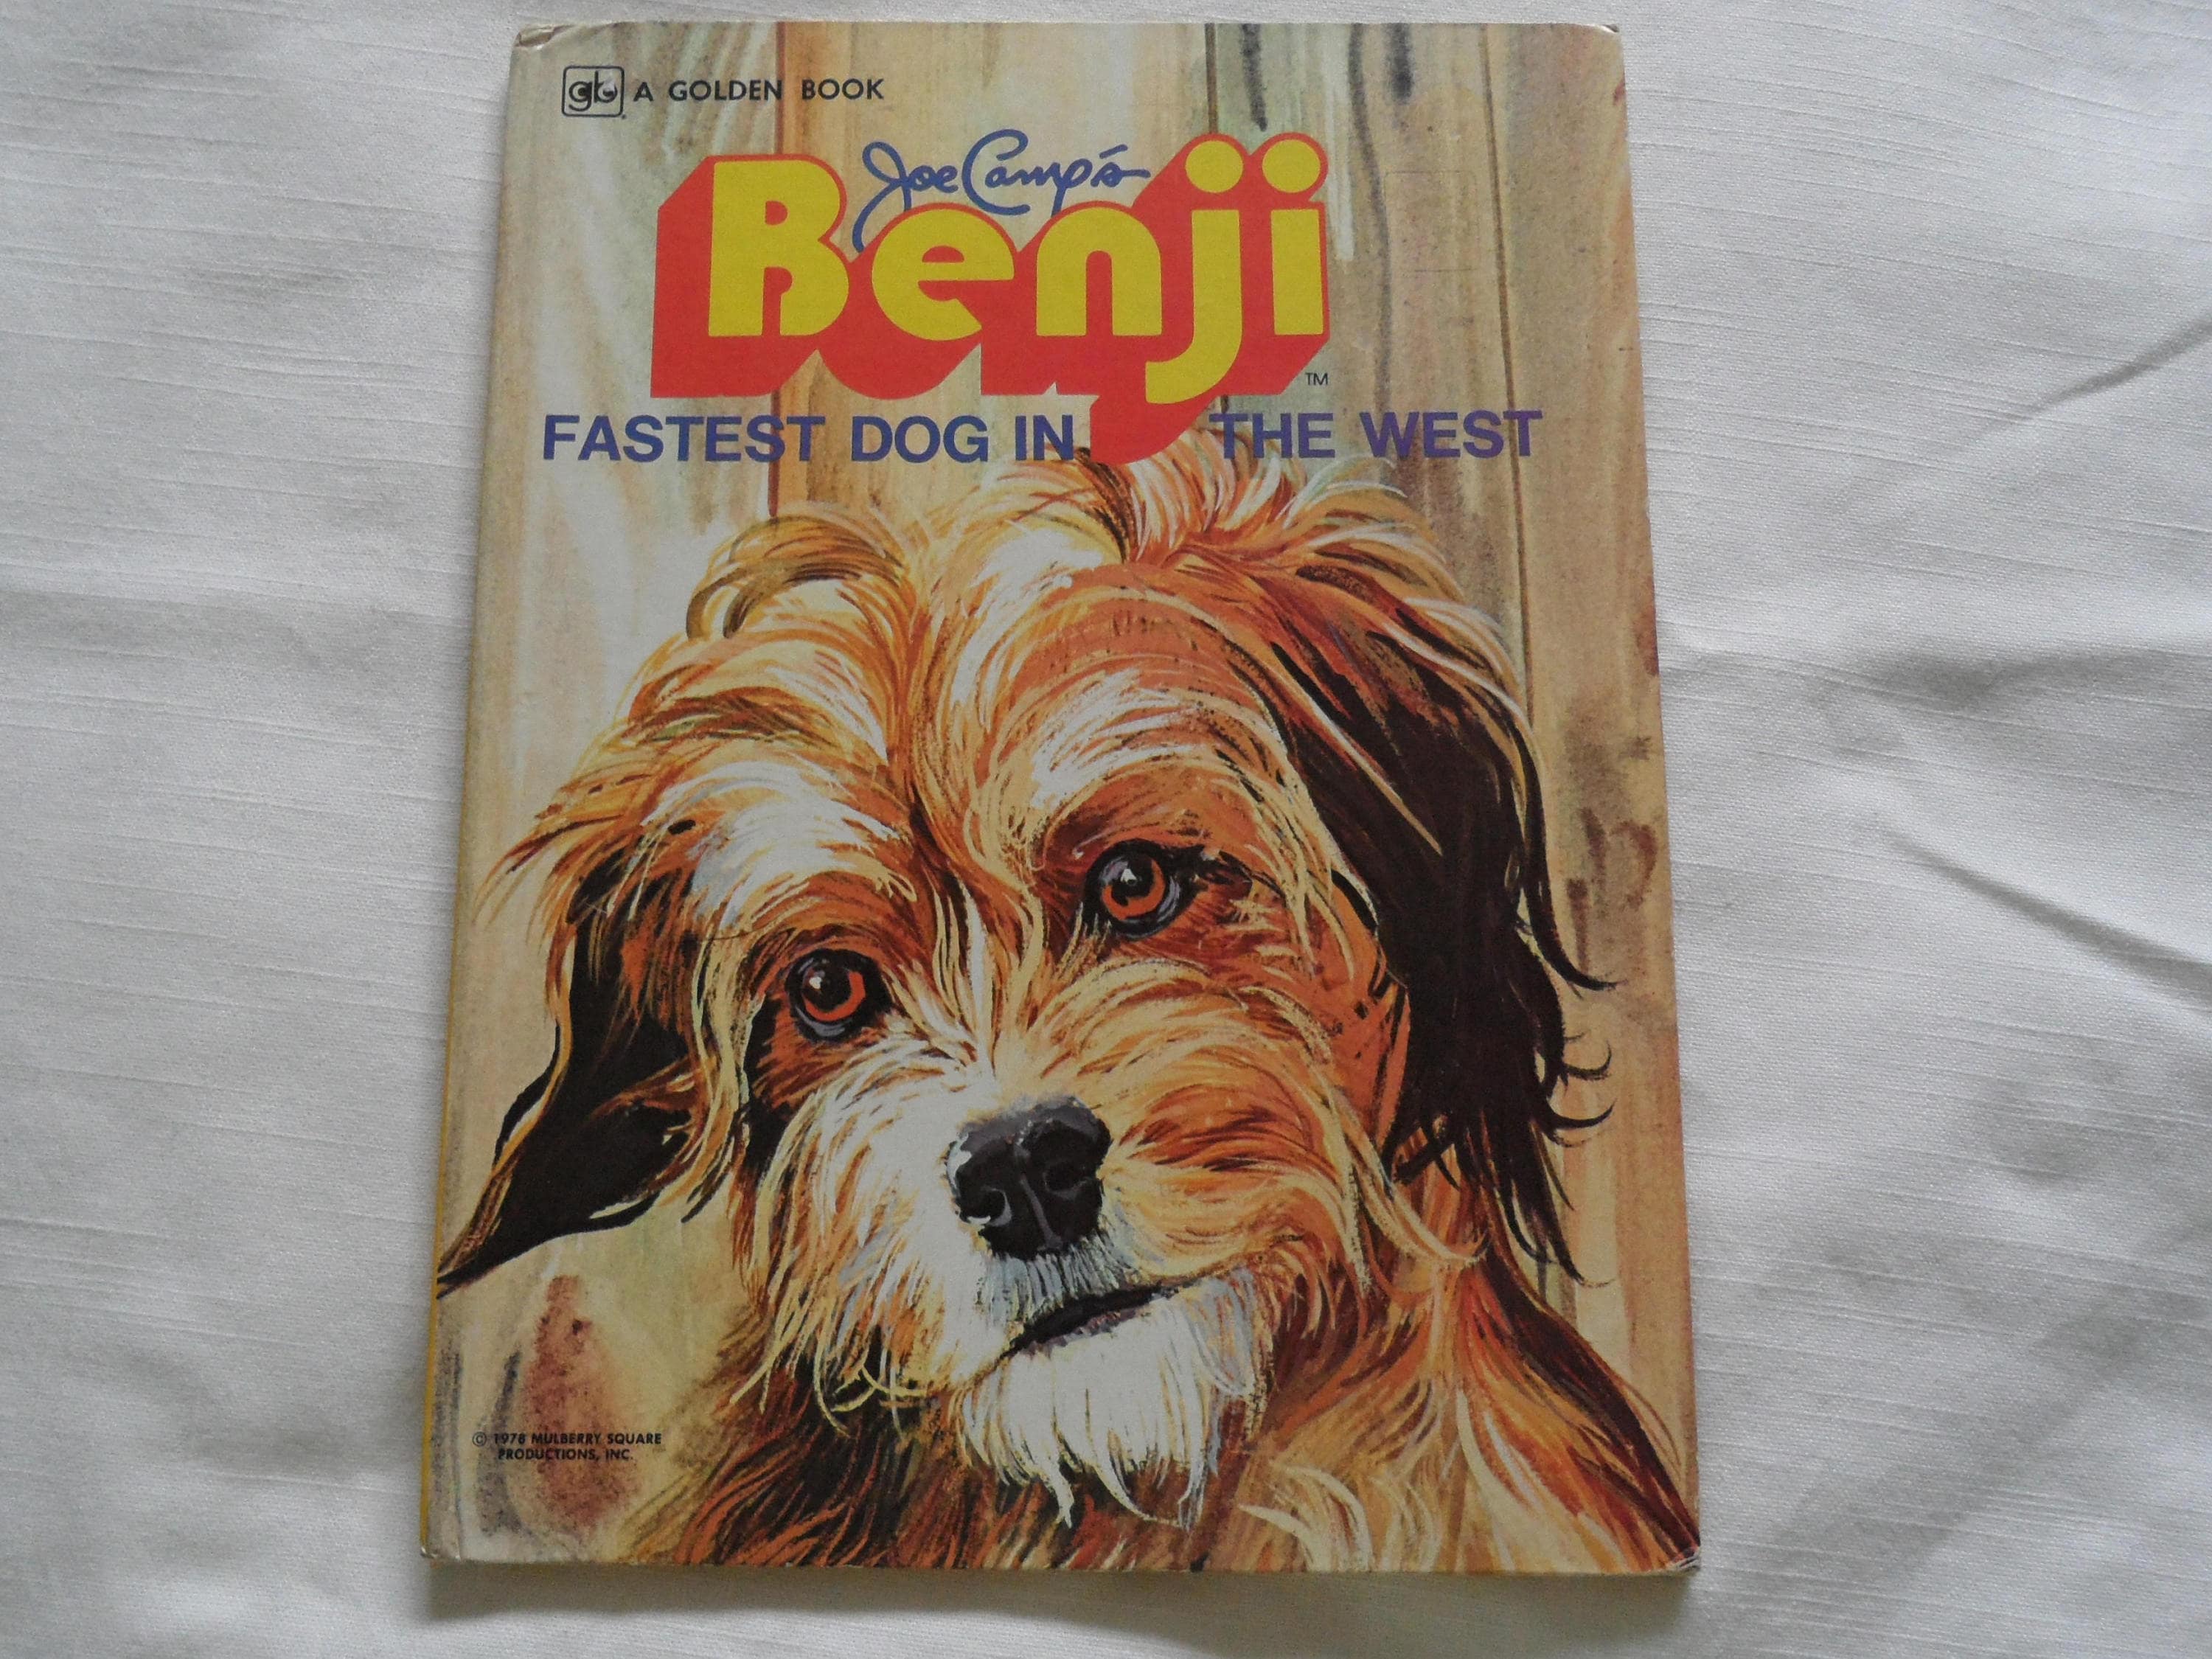 gb A GOLDEN BOOK
Joe Camp's
Benji
TM
FASTEST DOG IN THE WEST
© 1978 MULBERRY SQUARE
PRODUCTIONS, INC.